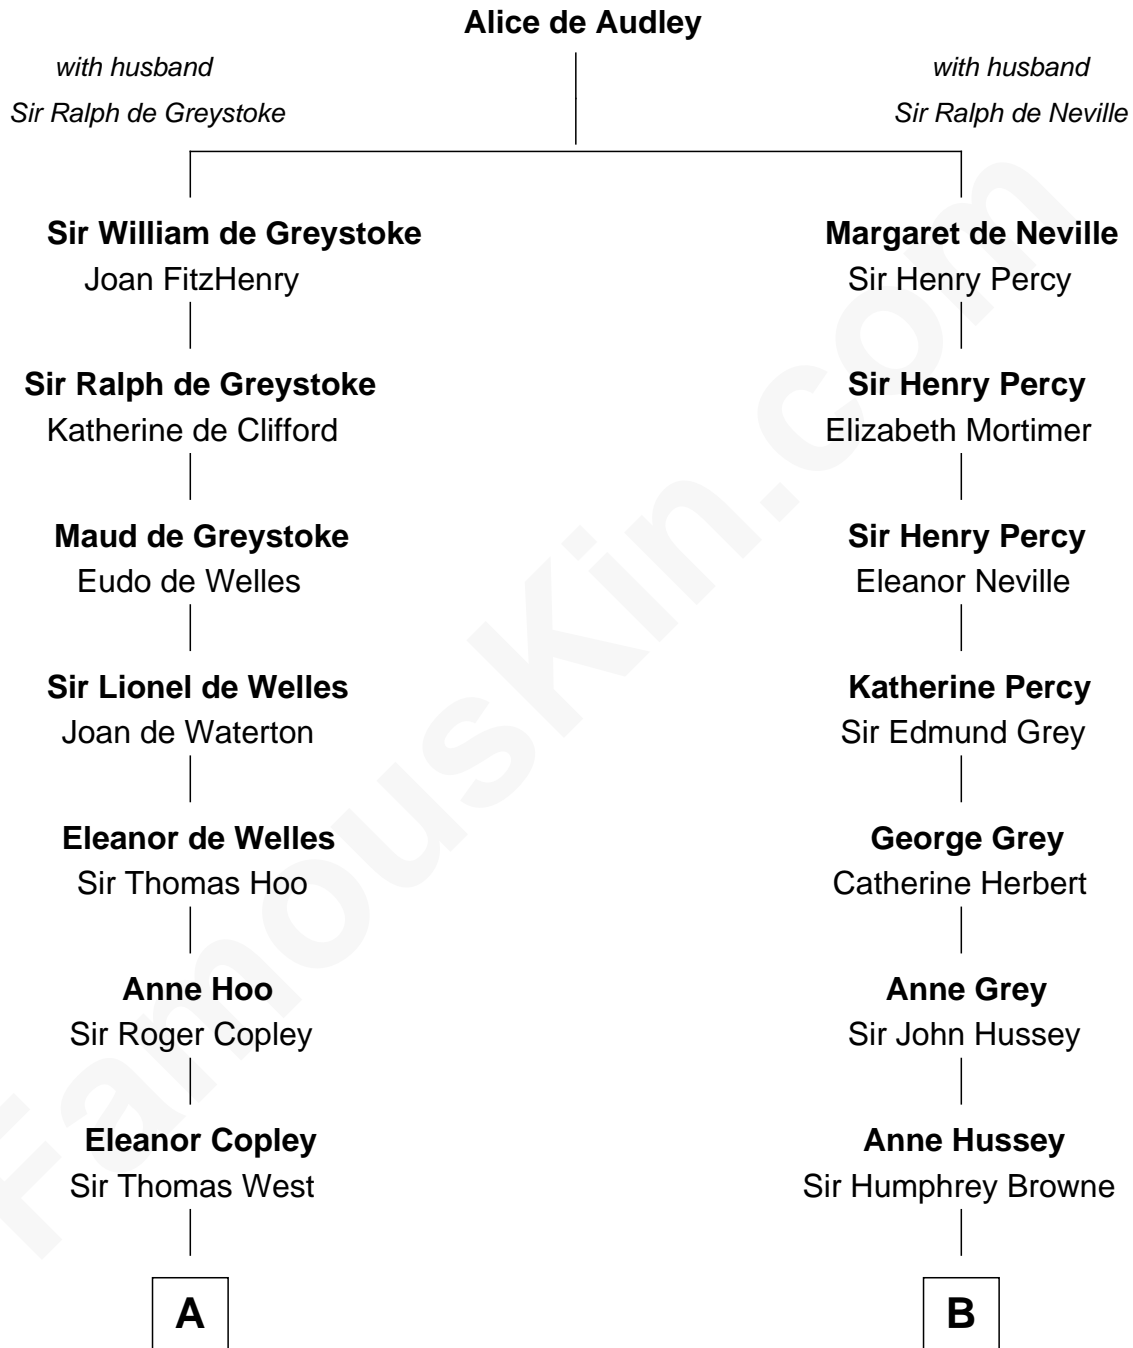 Alice de Audley
with husband
Sir Ralph de Greystoke
with husband
Sir Ralph de Neville
Sir William de Greystoke
Joan FitzHenry
Margaret de Neville
Sir Henry Percy
Sir Ralph de Greystoke
Katherine de Clifford
Sir Henry Percy
Elizabeth Mortimer
Maud de Greystoke
Eudo de Welles
Sir Henry Percy
Eleanor Neville
Sir Lionel de Welles
Joan de Waterton
Katherine Percy
Sir Edmund Grey
Eleanor de Welles
Sir Thomas Hoo
George Grey
Catherine Herbert
Anne Hoo
Sir Roger Copley
Anne Grey
Sir John Hussey
Eleanor Copley
Sir Thomas West
Anne Hussey
Sir Humphrey Browne
A
B
FamousKin.com